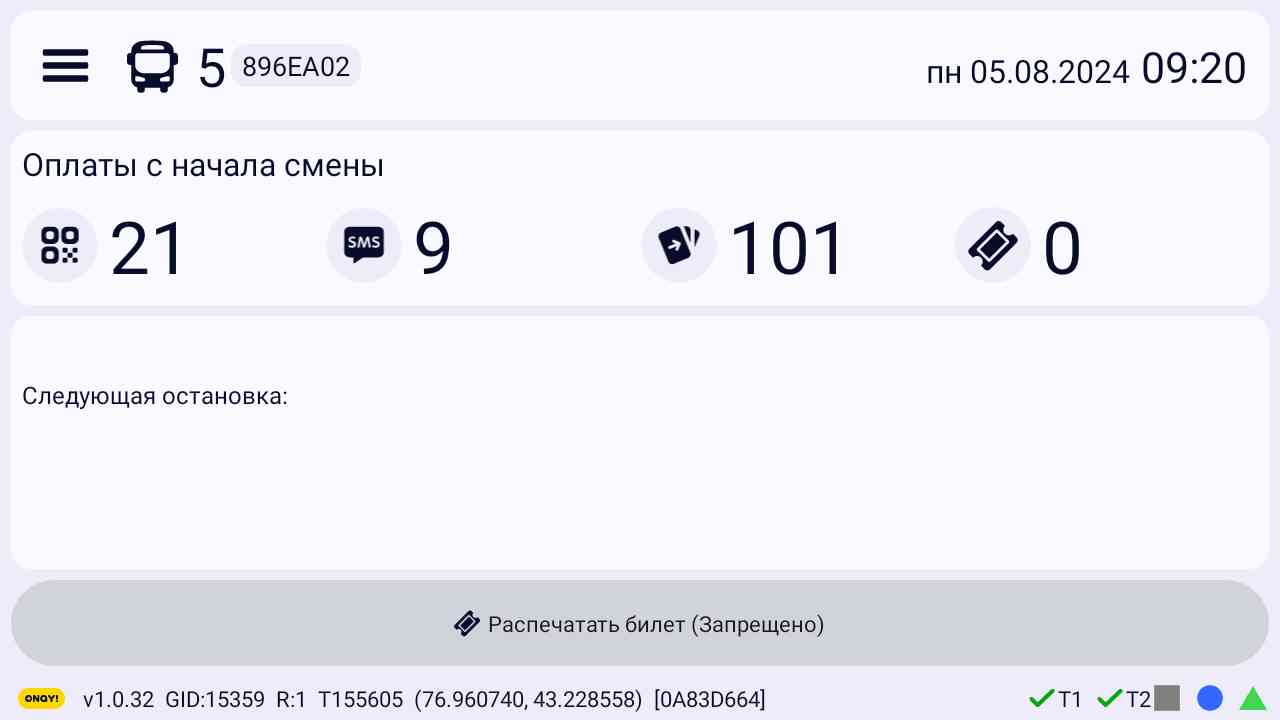 5 896EA02 пн 05.08.2024 09:20
Оплаты с начала смены
21 SMS 9 101 0
Следующая остановка:
Распечатать билет (Запрещено)
ONAY! v1.0.32 GID:15359 R:1 T155605 (76.960740, 43.228558) [0A83D664] T1 T2